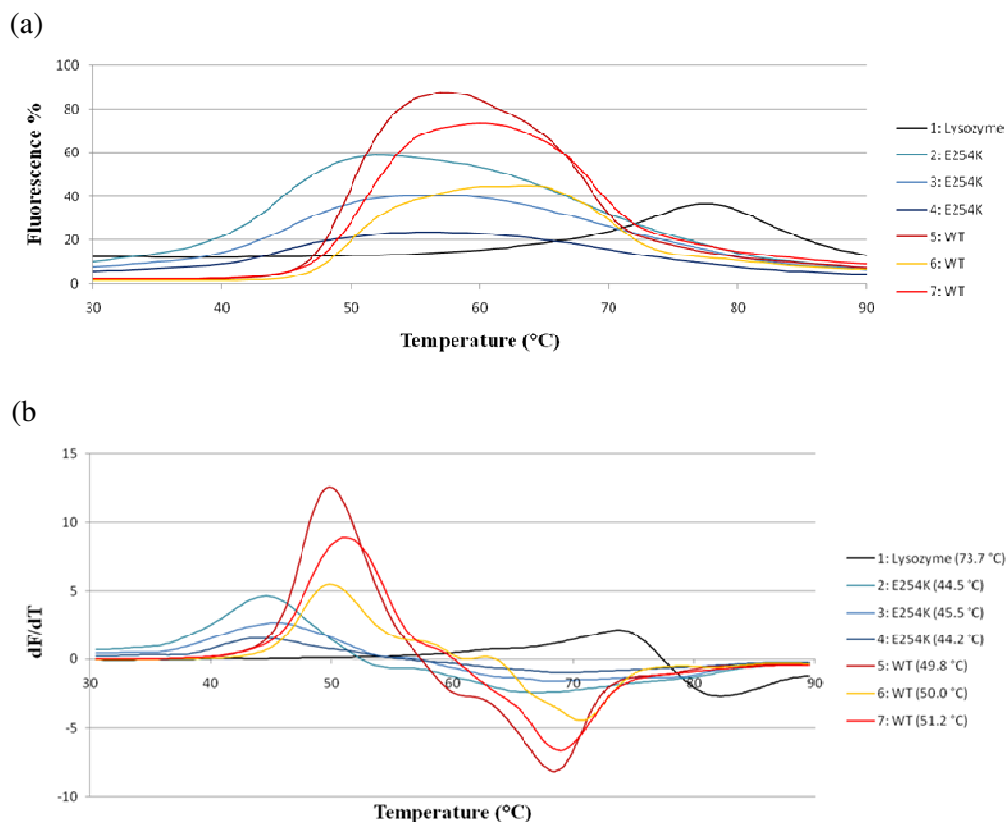 (a)
100
80
60
40
20
0
Fluorescence %
30 40 50 60 70 80 90
Temperature (°C)
1: Lysozyme
2: E254K
3: E254K
4: E254K
5: WT
6: WT
7: WT
(b)
15
10
5
0
-5
-10
dF/dT
30 40 50 60 70 80 90
Temperature (°C)
1: Lysozyme (73.7 °C)
2: E254K (44.5 °C)
3: E254K (45.5 °C)
4: E254K (44.2 °C)
5: WT (49.8 °C)
6: WT (50.0 °C)
7: WT (51.2 °C)